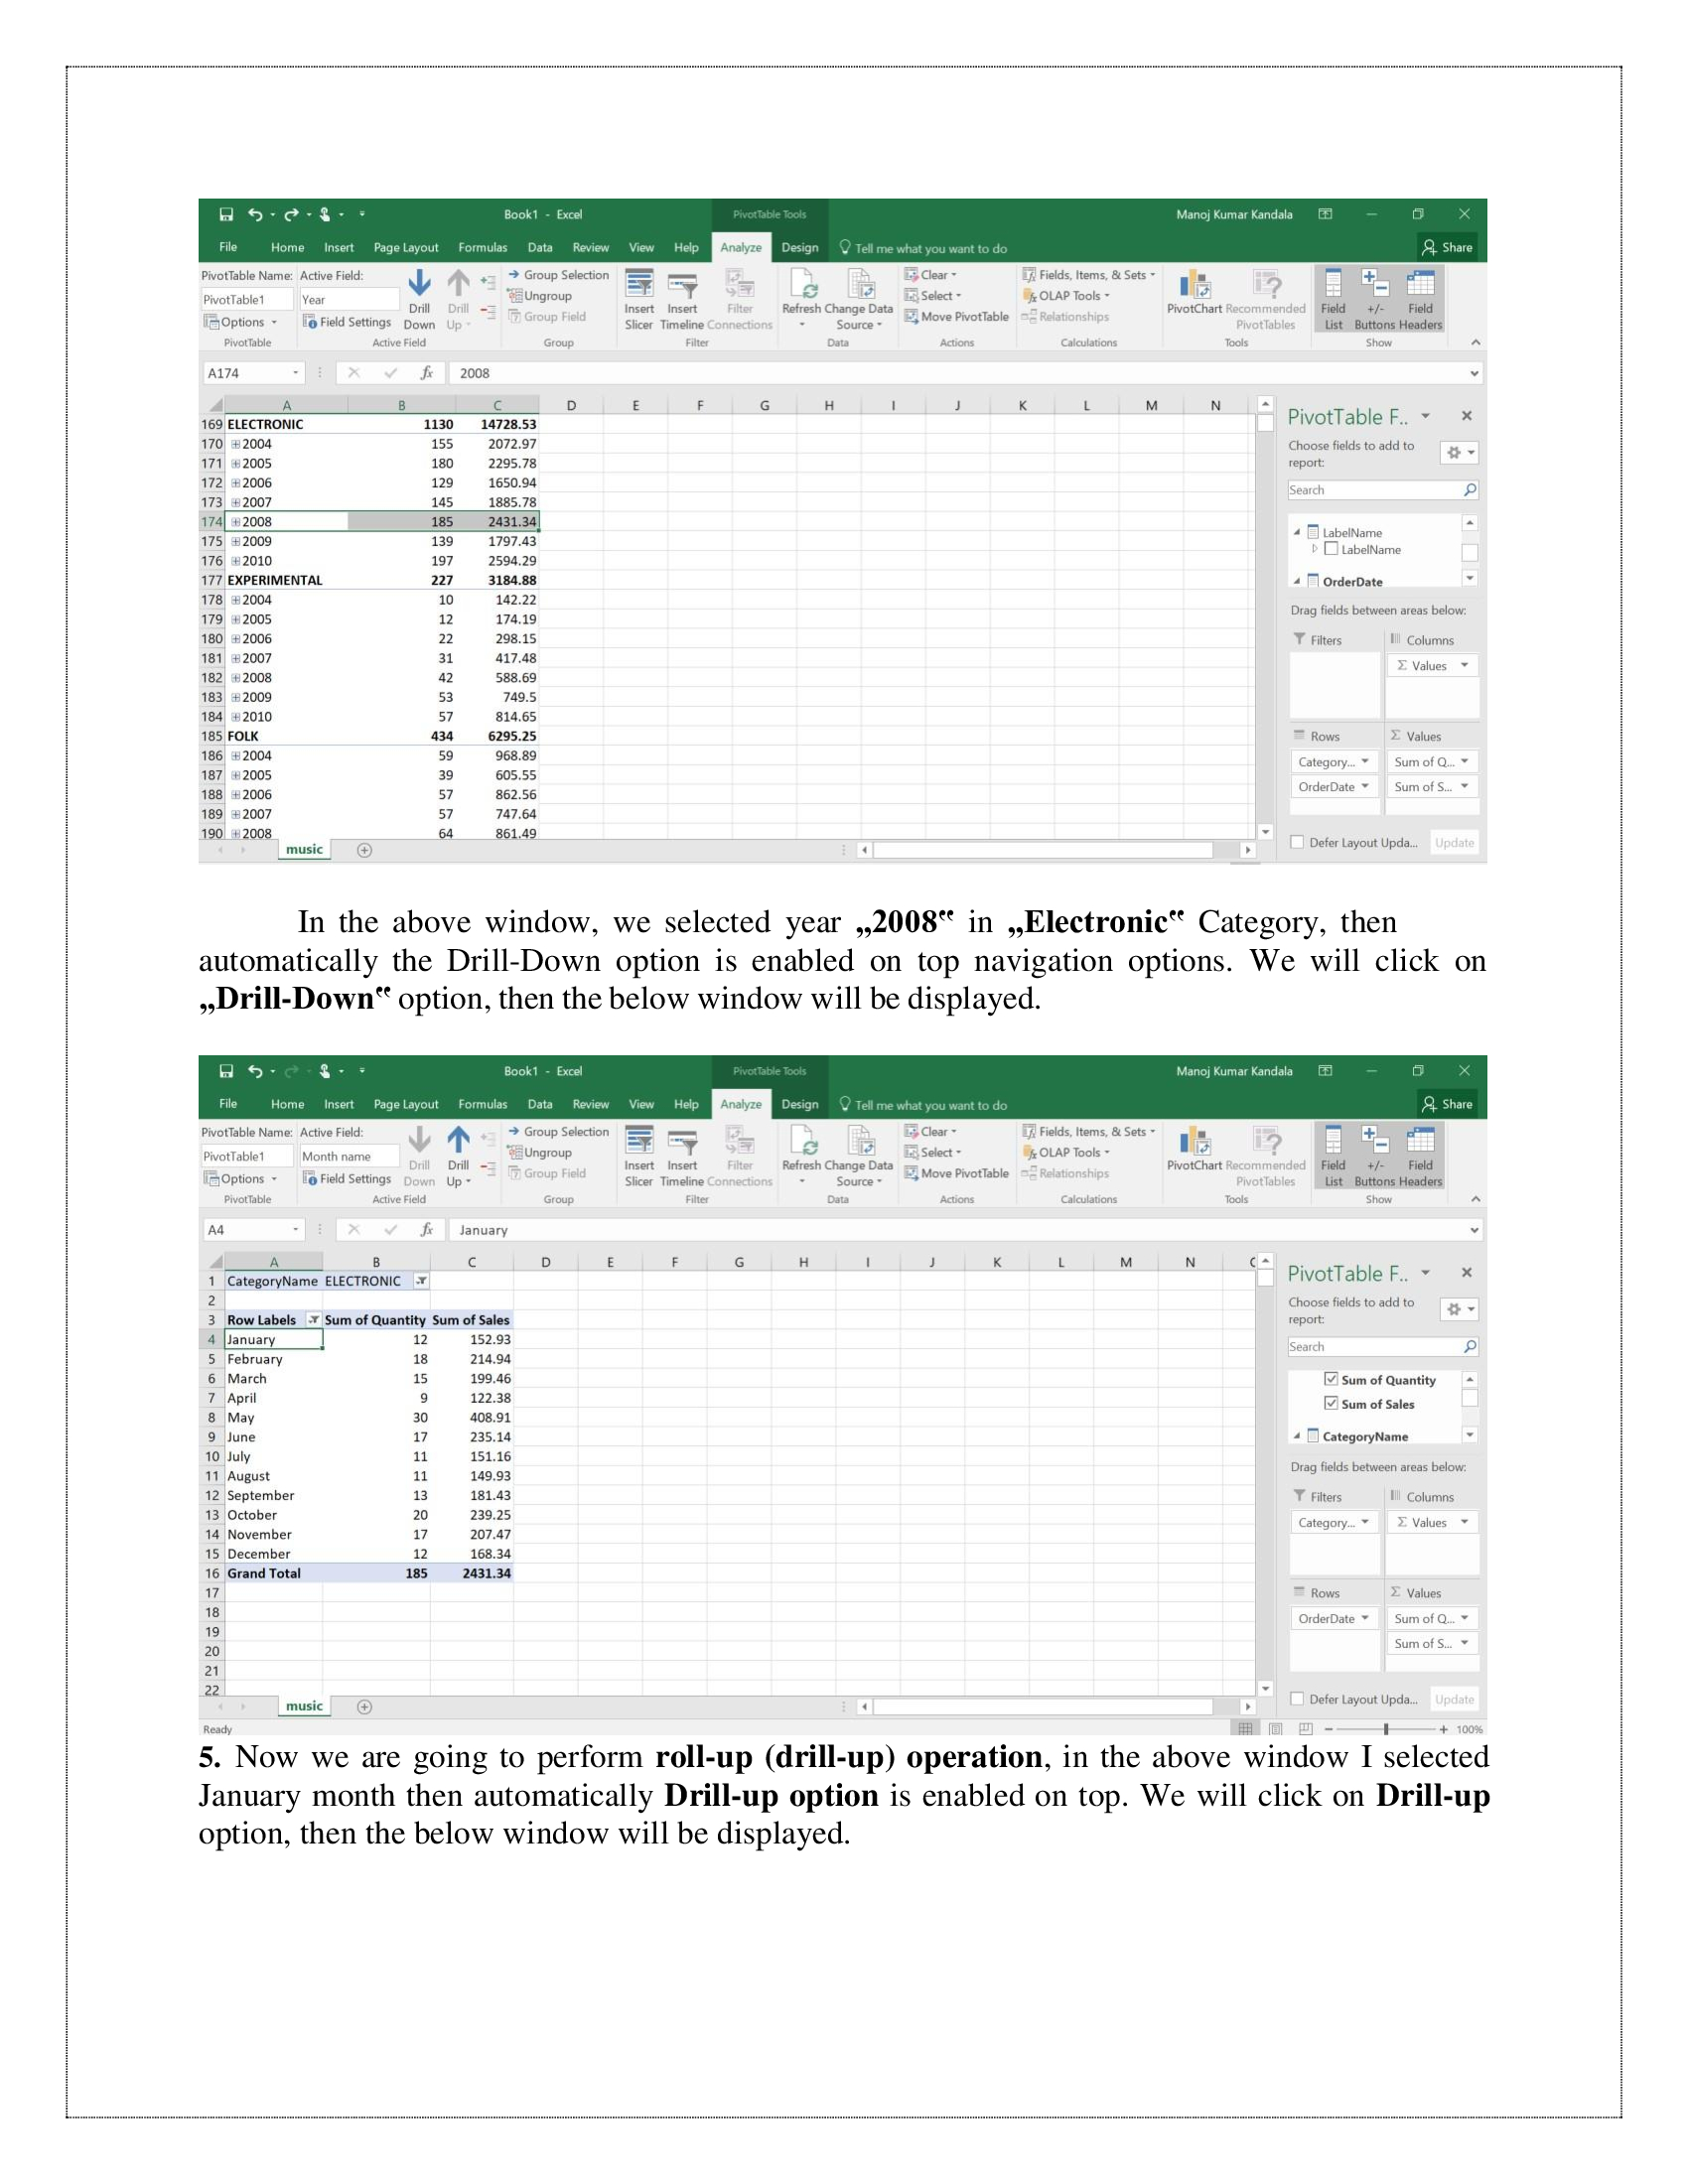 Book1 - Excel PivotTable Tools Manoj Kumar Kandala
File Home Insert Page Layout Formulas Data Review View Help Analyze Design Tell me what you want to do Share
PivotTable Name: Active Field: Group Selection Clear Fields, Items, & Sets
PivotTable1 Year Ungroup Select OLAP Tools
Options Field Settings Drill Down Drill Up Group Field Insert Slicer Insert Timeline Filter Connections Refresh Change Data Source Move PivotTable Relationships PivotChart Recommended PivotTables Field List +/- Buttons Field Headers
PivotTable Active Field Group Filter Data Actions Calculations Tools Show
A174 fx 2008
A B C D E F G H I J K L M N
169 ELECTRONIC 1130 14728.53
170 2004 155 2072.97
171 2005 180 2295.78
172 2006 129 1650.94
173 2007 145 1885.78
174 2008 185 2431.34
175 2009 139 1797.43
176 2010 197 2594.29
177 EXPERIMENTAL 227 3184.88
178 2004 10 142.22
179 2005 12 174.19
180 2006 22 298.15
181 2007 31 417.48
182 2008 42 588.69
183 2009 53 749.5
184 2010 57 814.65
185 FOLK 434 6295.25
186 2004 59 968.89
187 2005 39 605.55
188 2006 57 862.56
189 2007 57 747.64
190 2008 64 861.49
music
PivotTable F..
Choose fields to add to
report:
Search
LabelName
LabelName
OrderDate
Drag fields between areas below:
Filters Columns
Σ Values
Rows Σ Values
Category... Sum of Q...
OrderDate Sum of S...
Defer Layout Upda... Update
In the above window, we selected year „2008‟ in „Electronic‟ Category, then
automatically the Drill-Down option is enabled on top navigation options. We will click on
„Drill-Down‟ option, then the below window will be displayed.
Book1 - Excel PivotTable Tools Manoj Kumar Kandala
File Home Insert Page Layout Formulas Data Review View Help Analyze Design Tell me what you want to do Share
PivotTable Name: Active Field: Group Selection Clear Fields, Items, & Sets
PivotTable1 Month name Ungroup Select OLAP Tools
Options Field Settings Drill Down Drill Up Group Field Insert Slicer Insert Timeline Filter Connections Refresh Change Data Source Move PivotTable Relationships PivotChart Recommended PivotTables Field List +/- Buttons Field Headers
PivotTable Active Field Group Filter Data Actions Calculations Tools Show
A4 fx January
A B C D E F G H I J K L M N
1 CategoryName ELECTRONIC
2
3 Row Labels Sum of Quantity Sum of Sales
4 January 12 152.93
5 February 18 214.94
6 March 15 199.46
7 April 9 122.38
8 May 30 408.91
9 June 17 235.14
10 July 11 151.16
11 August 11 149.93
12 September 13 181.43
13 October 20 239.25
14 November 17 207.47
15 December 12 168.34
16 Grand Total 185 2431.34
17
18
19
20
21
22
music
Ready 100%
PivotTable F..
Choose fields to add to
report:
Search
Sum of Quantity
Sum of Sales
CategoryName
Drag fields between areas below:
Filters Columns
Category... Σ Values
Rows Σ Values
OrderDate Sum of Q...
Sum of S...
Defer Layout Upda... Update
5. Now we are going to perform roll-up (drill-up) operation, in the above window I selected
January month then automatically Drill-up option is enabled on top. We will click on Drill-up
option, then the below window will be displayed.